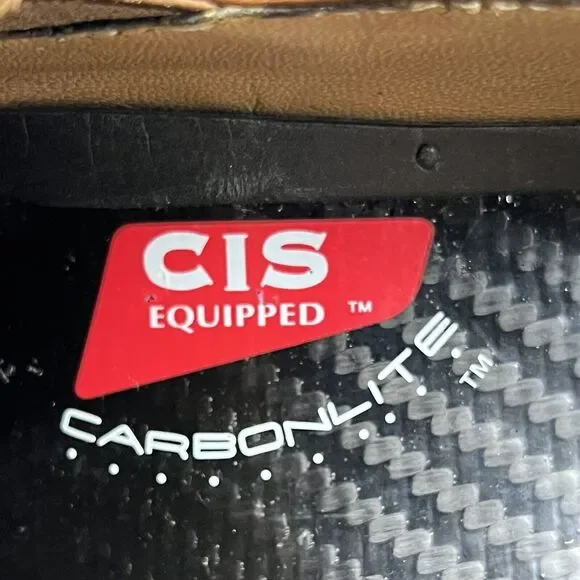 CIS
EQUIPPED ™
CARBONLITE ™